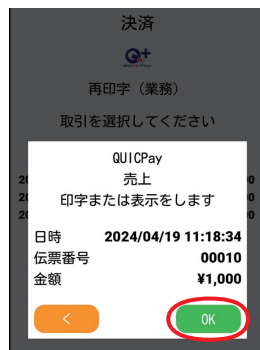 決済
再印字（業務）
取引を選択してください
QUICPay
売上
印字または表示をします
日時 2024/04/19 11:18:34
伝票番号 00010
金額 ¥1,000
< OK